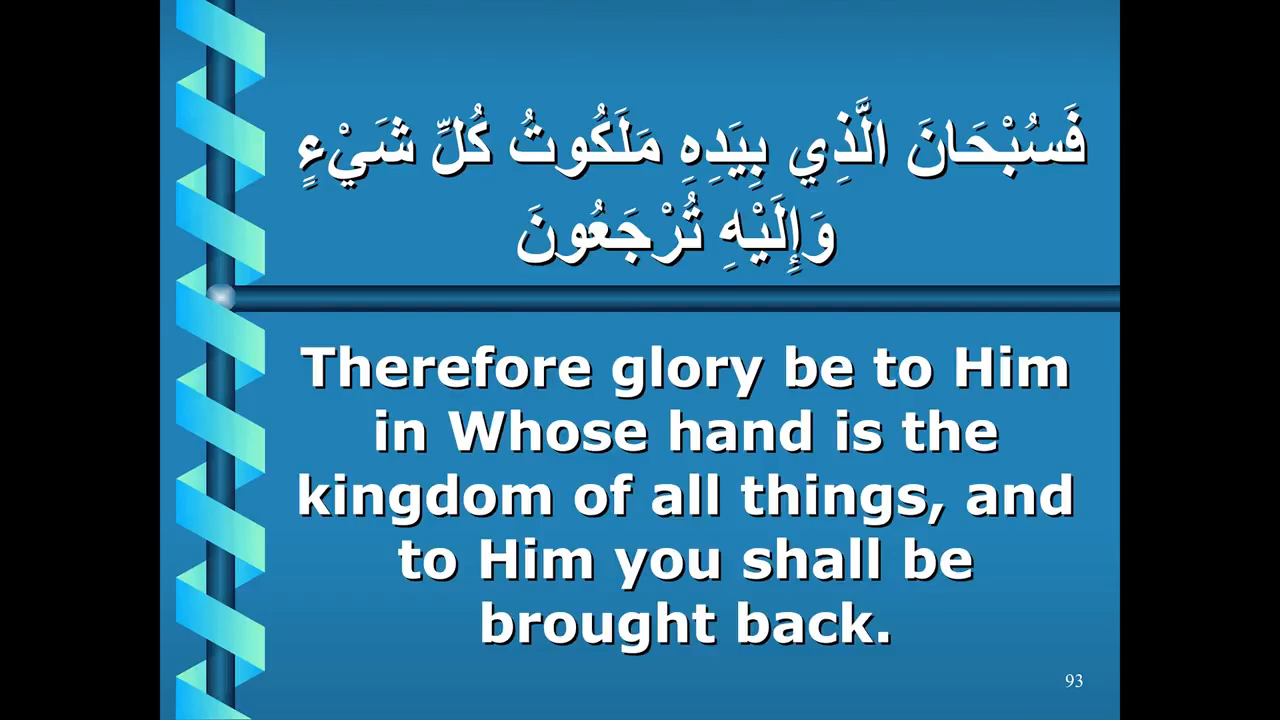 فَسُبْحَانَ الَّذِي بِيَدِهِ مَلَكُوتُ كُلِّ شَيْءٍ
وَإِلَيْهِ تُرْجَعُونَ
Therefore glory be to Him
in Whose hand is the
kingdom of all things, and
to Him you shall be
brought back.
93